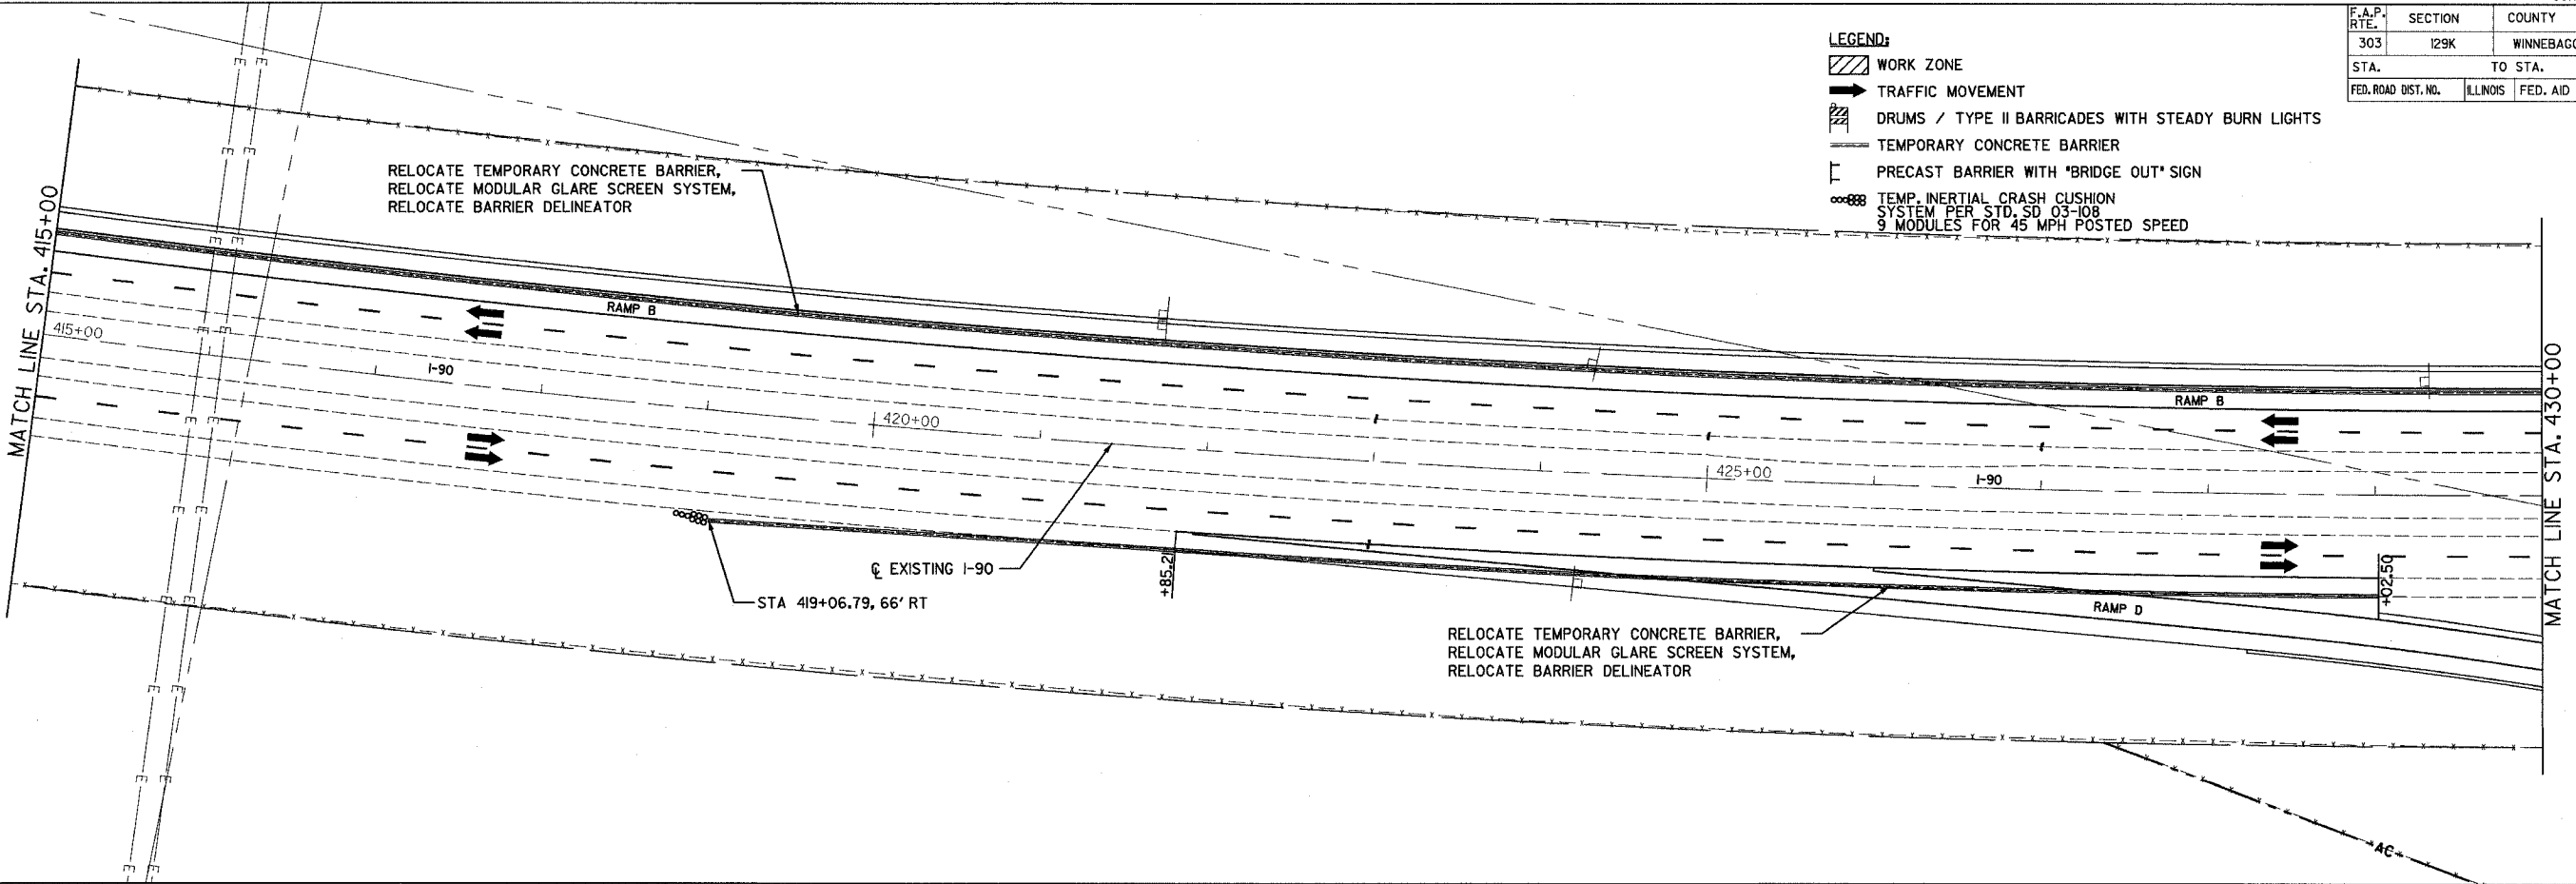 F.A.P. RTE. SECTION COUNTY
303 129K WINNEBAGO
STA. TO STA.
FED. ROAD DIST. NO. ILLINOIS FED. AID
LEGEND:
WORK ZONE
TRAFFIC MOVEMENT
DRUMS / TYPE II BARRICADES WITH STEADY BURN LIGHTS
TEMPORARY CONCRETE BARRIER
PRECAST BARRIER WITH "BRIDGE OUT" SIGN
TEMP. INERTIAL CRASH CUSHION
SYSTEM PER STD. SD 03-108
9 MODULES FOR 45 MPH POSTED SPEED
RELOCATE TEMPORARY CONCRETE BARRIER,
RELOCATE MODULAR GLARE SCREEN SYSTEM,
RELOCATE BARRIER DELINEATOR
MATCH LINE STA. 415+00
415+00
RAMP B
I-90
420+00
RAMP B
425+00
I-90
MATCH LINE STA. 430+00
℄ EXISTING I-90
STA 419+06.79, 66' RT
+85.21
+02.50
RAMP D
RELOCATE TEMPORARY CONCRETE BARRIER,
RELOCATE MODULAR GLARE SCREEN SYSTEM,
RELOCATE BARRIER DELINEATOR
AC